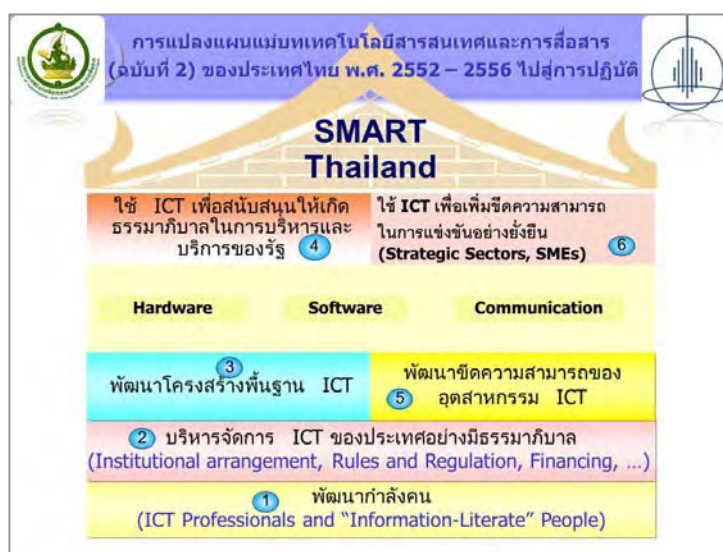 การแปลงแผนแม่บทเทคโนโลยีสารสนเทศและการสื่อสาร
(ฉบับที่ 2) ของประเทศไทย พ.ศ. 2552 – 2556 ไปสู่การปฏิบัติ
SMART
Thailand
ใช้ ICT เพื่อสนับสนุนให้เกิด
ธรรมาภิบาลในการบริหารและ
บริการของรัฐ 4
ใช้ ICT เพื่อเพิ่มขีดความสามารถ
ในการแข่งขันอย่างยั่งยืน
(Strategic Sectors, SMEs) 6
Hardware Software Communication
3
พัฒนาโครงสร้างพื้นฐาน ICT
พัฒนาขีดความสามารถของ
5 อุตสาหกรรม ICT
2 บริหารจัดการ ICT ของประเทศอย่างมีธรรมาภิบาล
(Institutional arrangement, Rules and Regulation, Financing, ...)
1 พัฒนากำลังคน
(ICT Professionals and “Information-Literate” People)